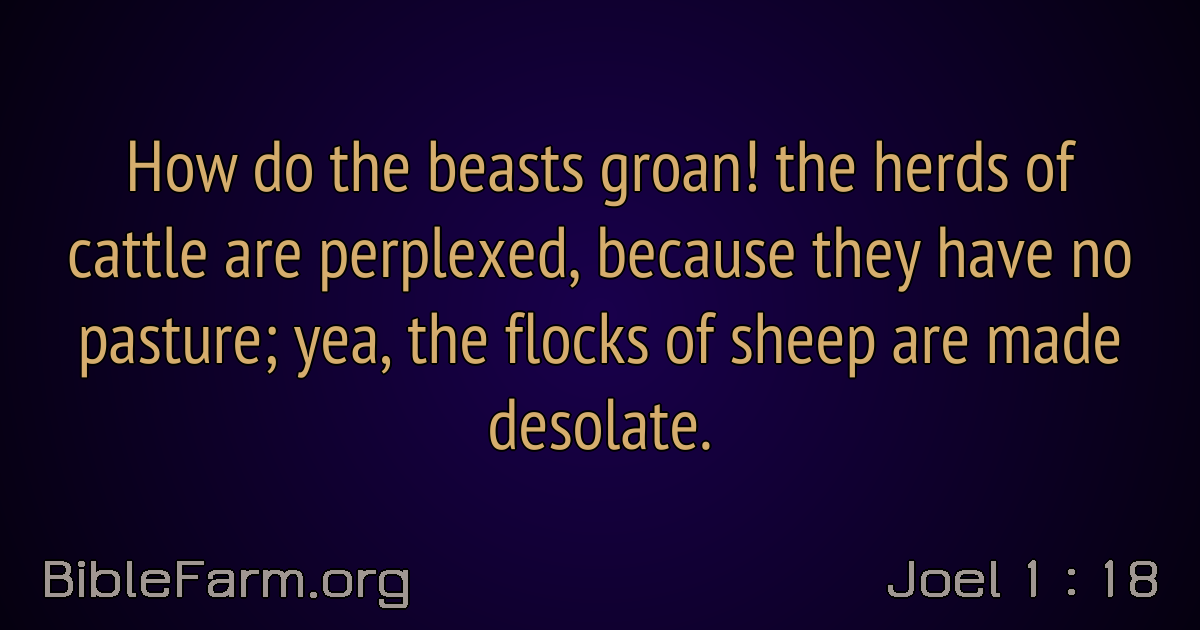 How do the beasts groan! the herds of
cattle are perplexed, because they have no
pasture; yea, the flocks of sheep are made
desolate.
BibleFarm.org
Joel 1 : 18